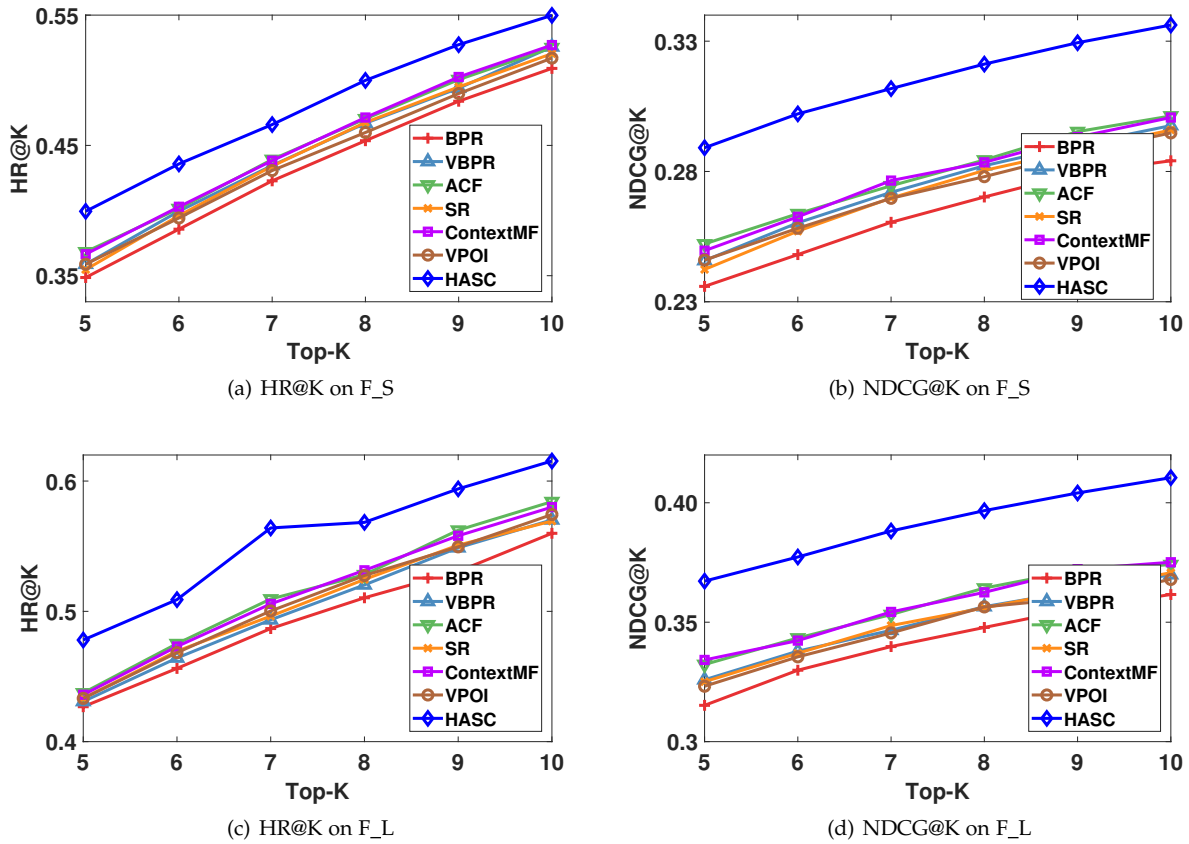 0.55
0.45
0.35
HR@K
5 6 7 8 9 10
Top-K
BPR
VBPR
ACF
SR
ContextMF
VPOI
HASC
(a) HR@K on F_S
0.33
0.28
0.23
NDCG@K
5 6 7 8 9 10
Top-K
BPR
VBPR
ACF
SR
ContextMF
VPOI
HASC
(b) NDCG@K on F_S
0.6
0.5
0.4
HR@K
5 6 7 8 9 10
Top-K
BPR
VBPR
ACF
SR
ContextMF
VPOI
HASC
(c) HR@K on F_L
0.40
0.35
0.3
NDCG@K
5 6 7 8 9 10
Top-K
BPR
VBPR
ACF
SR
ContextMF
VPOI
HASC
(d) NDCG@K on F_L